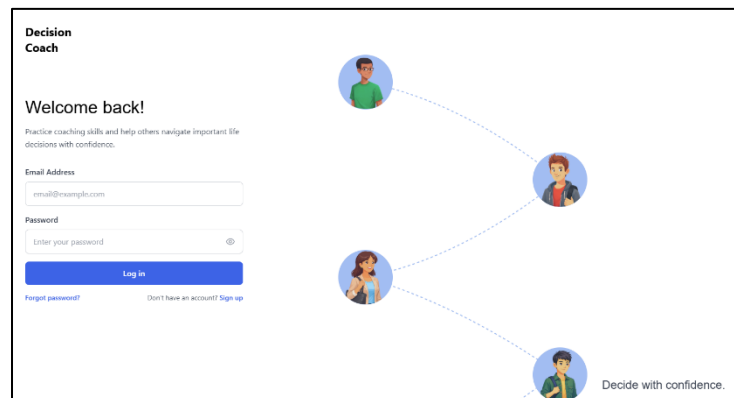 Decision
Coach
Welcome back!
Practice coaching skills and help others navigate important life
decisions with confidence.
Email Address
email@example.com
Password
Enter your password
Log in
Forgot password? Don't have an account? Sign up
Decide with confidence.